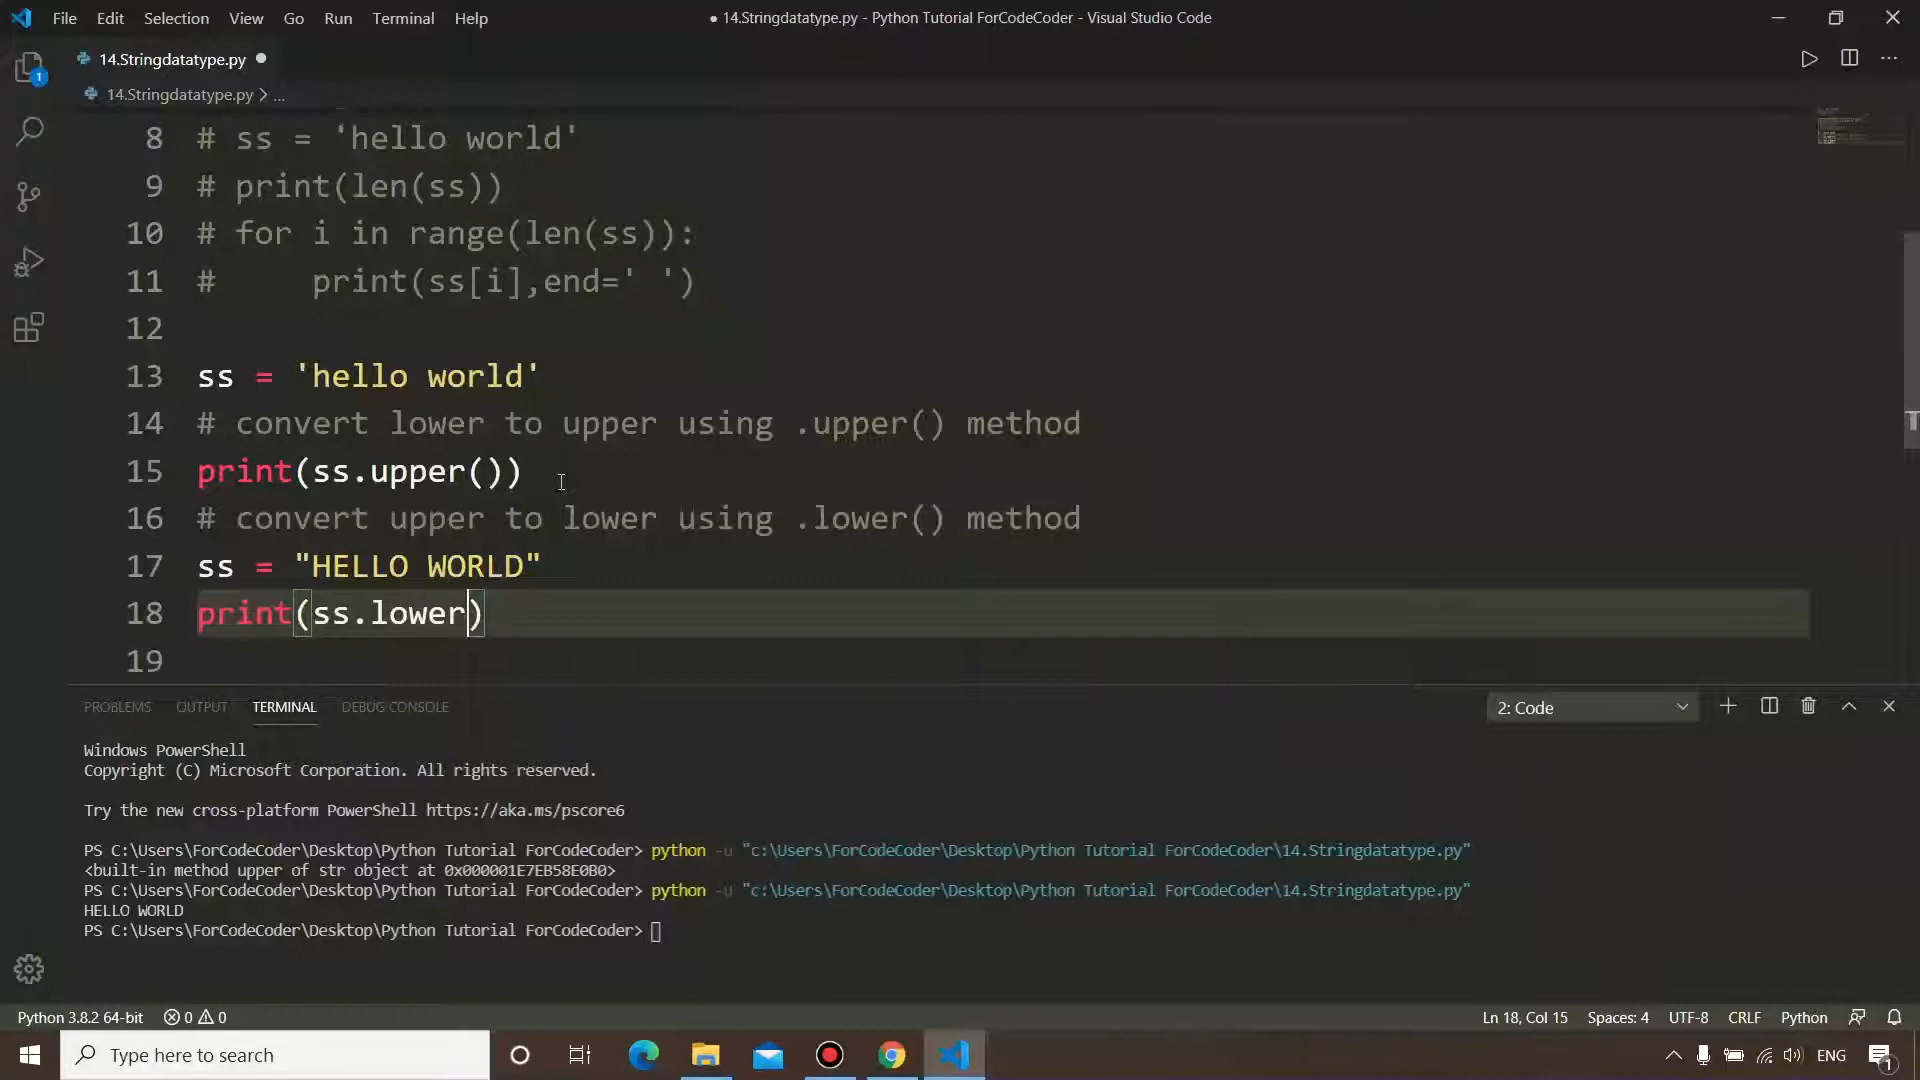 File Edit Selection View Go Run Terminal Help
● 14.Stringdatatype.py - Python Tutorial ForCodeCoder - Visual Studio Code
14.Stringdatatype.py ●
14.Stringdatatype.py > ...
1
8 # ss = 'hello world'
9 # print(len(ss))
10 # for i in range(len(ss)):
11 #     print(ss[i],end=' ')
12
13 ss = 'hello world'
14 # convert lower to upper using .upper() method
15 print(ss.upper())
16 # convert upper to lower using .lower() method
17 ss = "HELLO WORLD"
18 print(ss.lower)
19
PROBLEMS OUTPUT TERMINAL DEBUG CONSOLE 2: Code
Windows PowerShell
Copyright (C) Microsoft Corporation. All rights reserved.
Try the new cross-platform PowerShell https://aka.ms/pscore6
PS C:\Users\ForCodeCoder\Desktop\Python Tutorial ForCodeCoder> python -u "c:\Users\ForCodeCoder\Desktop\Python Tutorial ForCodeCoder\14.Stringdatatype.py"
<built-in method upper of str object at 0x000001E7EB58E0B0>
PS C:\Users\ForCodeCoder\Desktop\Python Tutorial ForCodeCoder> python -u "c:\Users\ForCodeCoder\Desktop\Python Tutorial ForCodeCoder\14.Stringdatatype.py"
HELLO WORLD
PS C:\Users\ForCodeCoder\Desktop\Python Tutorial ForCodeCoder>
Python 3.8.2 64-bit 0 0 Ln 18, Col 15 Spaces: 4 UTF-8 CRLF Python
Type here to search ENG 1